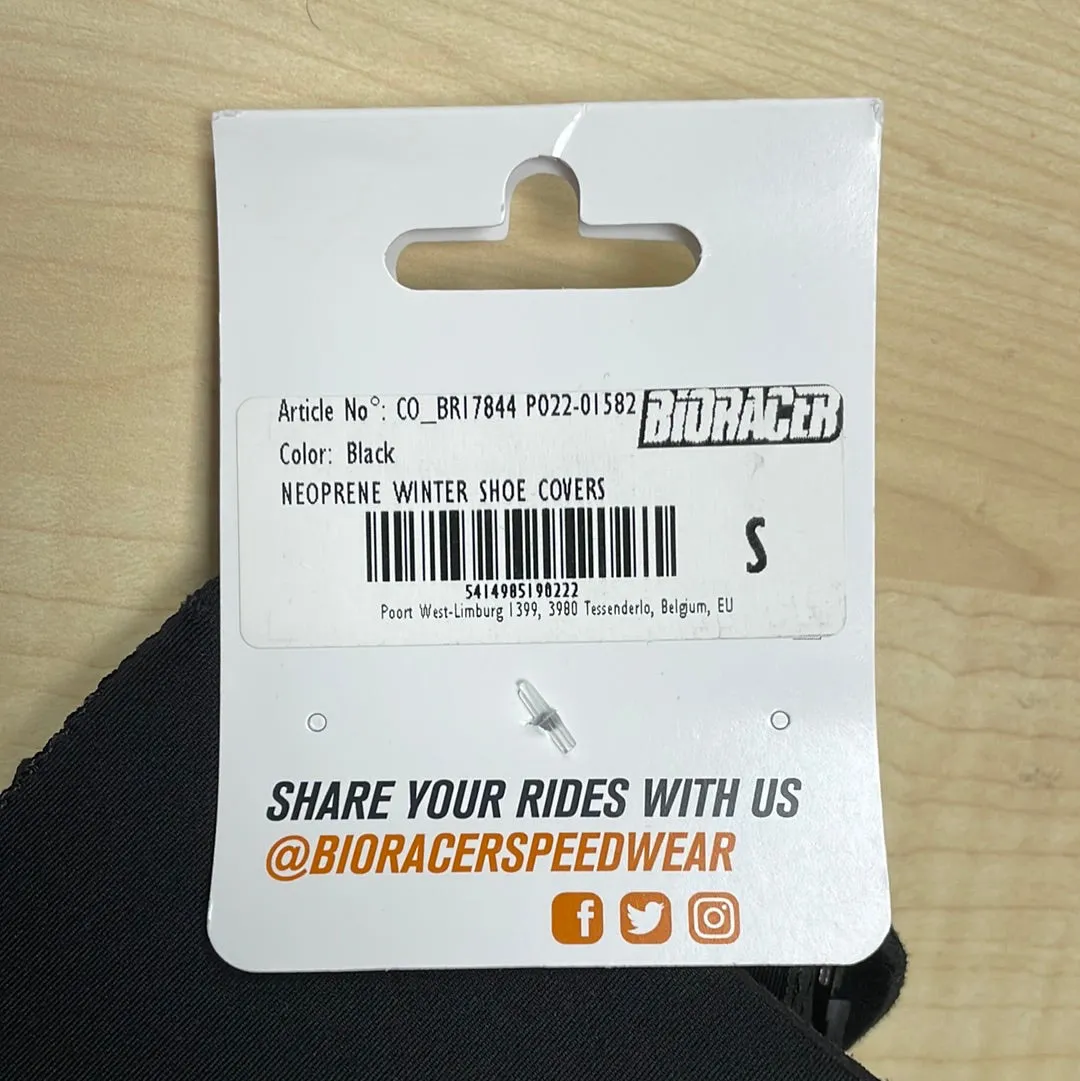 Article No°: CO_BR17844 P022-01582
BIORACER
Color: Black
NEOPRENE WINTER SHOE COVERS
S
5414985190222
Poort West-Limburg 1399, 3980 Tessenderlo, Belgium, EU
SHARE YOUR RIDES WITH US
@BIORACERSPEEDWEAR